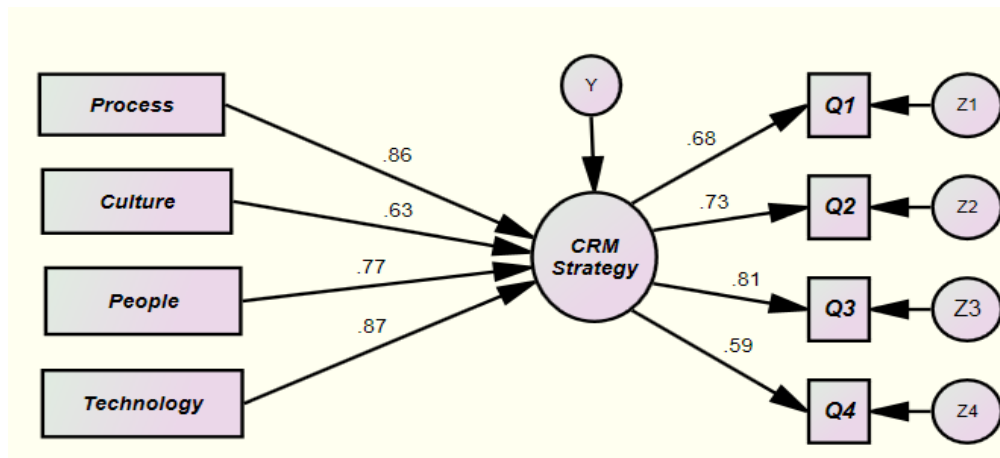 Process
Culture
People
Technology
.86
.63
.77
.87
Y
CRM
Strategy
.68
.73
.81
.59
Q1
Z1
Q2
Z2
Q3
Z3
Q4
Z4